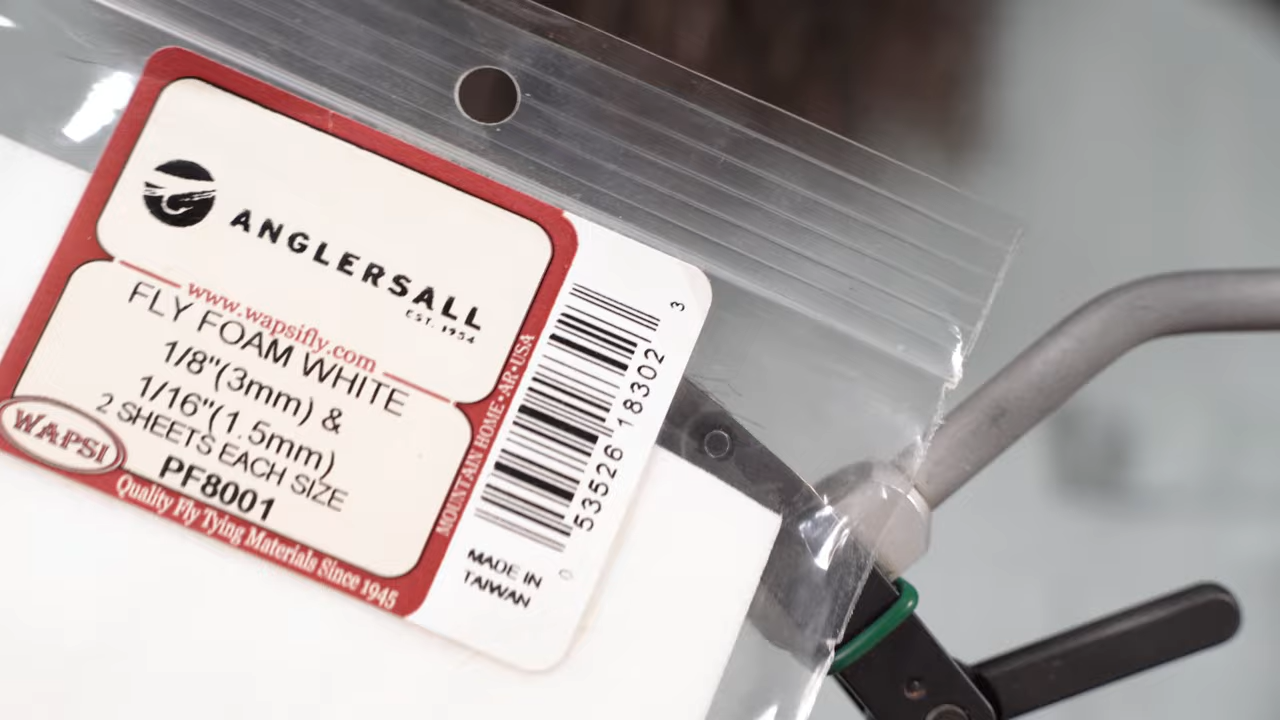 ANGLERSALL
EST. 1954
www.wapsifly.com
FLY FOAM WHITE
1/8"(3mm) &
1/16"(1.5mm)
2 SHEETS EACH SIZE
PF8001
WAPSI
Quality Fly Tying Materials Since 1945
MOUNTAIN HOME • AR • USA
0 53526 18302 3
MADE IN
TAIWAN